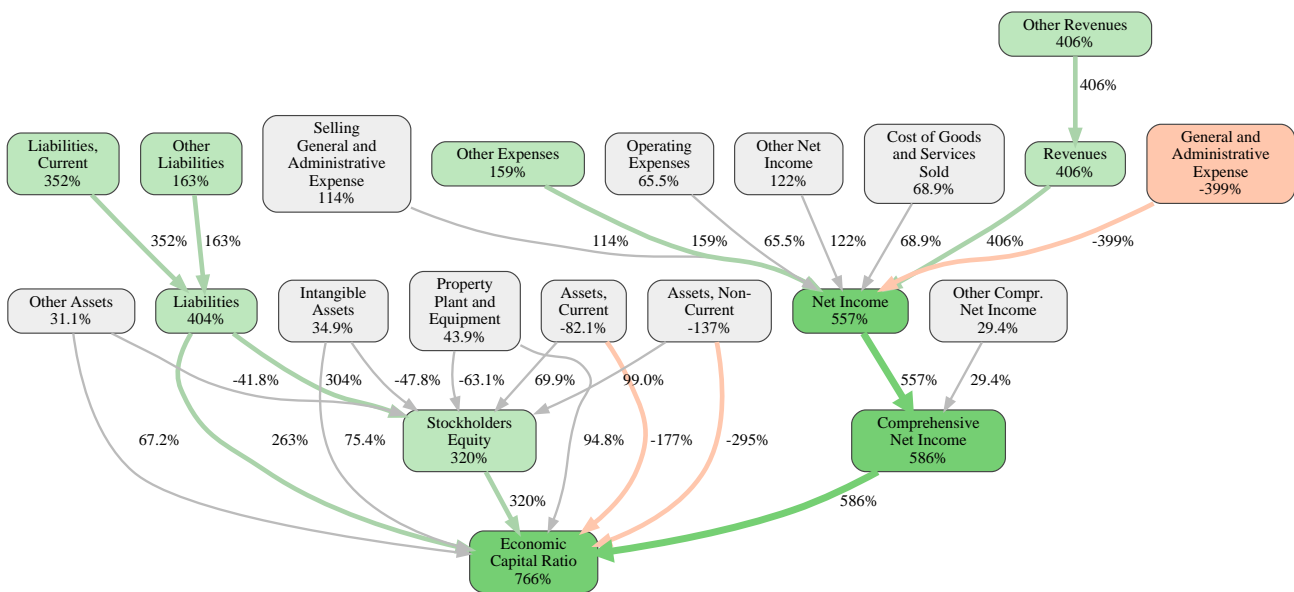 Other Revenues
406%
406%
Liabilities,
Current
352%
Other
Liabilities
163%
Selling
General and
Administrative
Expense
114%
Other Expenses
159%
Operating
Expenses
65.5%
Other Net
Income
122%
Cost of Goods
and Services
Sold
68.9%
Revenues
406%
General and
Administrative
Expense
-399%
352%
163%
114%
159%
65.5%
122%
68.9%
406%
-399%
Other Assets
31.1%
Liabilities
404%
Intangible
Assets
34.9%
Property
Plant and
Equipment
43.9%
Assets,
Current
-82.1%
Assets, Non-
Current
-137%
Net Income
557%
Other Compr.
Net Income
29.4%
-41.8%
304%
-47.8%
-63.1%
69.9%
99.0%
557%
29.4%
Stockholders
Equity
320%
Comprehensive
Net Income
586%
67.2%
263%
75.4%
94.8%
-177%
-295%
320%
586%
Economic
Capital Ratio
766%